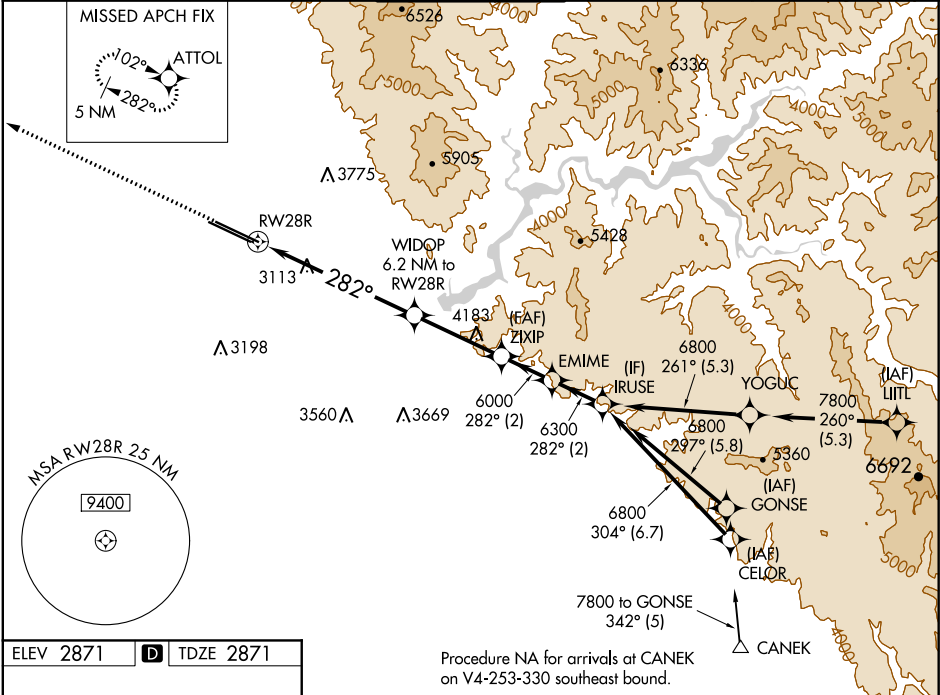 MISSED APCH FIX
ATTOL
102°
282°
5 NM
6526
4000
5000
6336
5000
4000
5000
5905
3775
4000
5428
RW28R
3113
282°
WIDOP
6.2 NM to
RW28R
4183
(FAF)
ZIXIP
EMIME
(IF)
IRUSE
6800
261° (5.3)
YOGUC
(IAF)
LIITL
7800
260°
(5.3)
3198
6000
282° (2)
6300
282° (2)
6800
297° (5.8)
3560
3669
5360
6692
(IAF)
GONSE
6800
304° (6.7)
(IAF)
CELOR
MSA RW28R 25 NM
9400
7800 to GONSE
342° (5)
CANEK
4000
ELEV 2871 D TDZE 2871
Procedure NA for arrivals at CANEK
on V4-253-330 southeast bound.